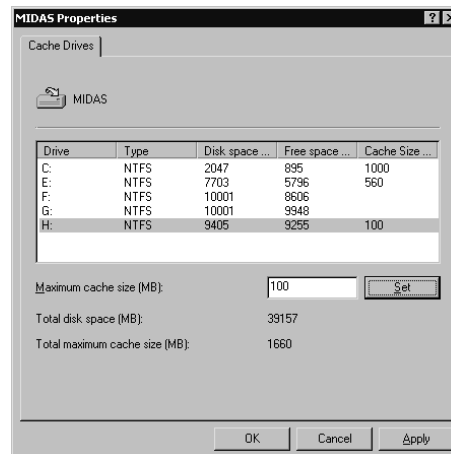 MIDAS Properties
Cache Drives
MIDAS
Drive Type Disk space ... Free space ... Cache Size ...
C: NTFS 2047 895 1000
E: NTFS 7703 5796 560
F: NTFS 10001 8606
G: NTFS 10001 9948
H: NTFS 9405 9255 100
Maximum cache size (MB): 100 Set
Total disk space (MB): 39157
Total maximum cache size (MB): 1660
OK Cancel Apply